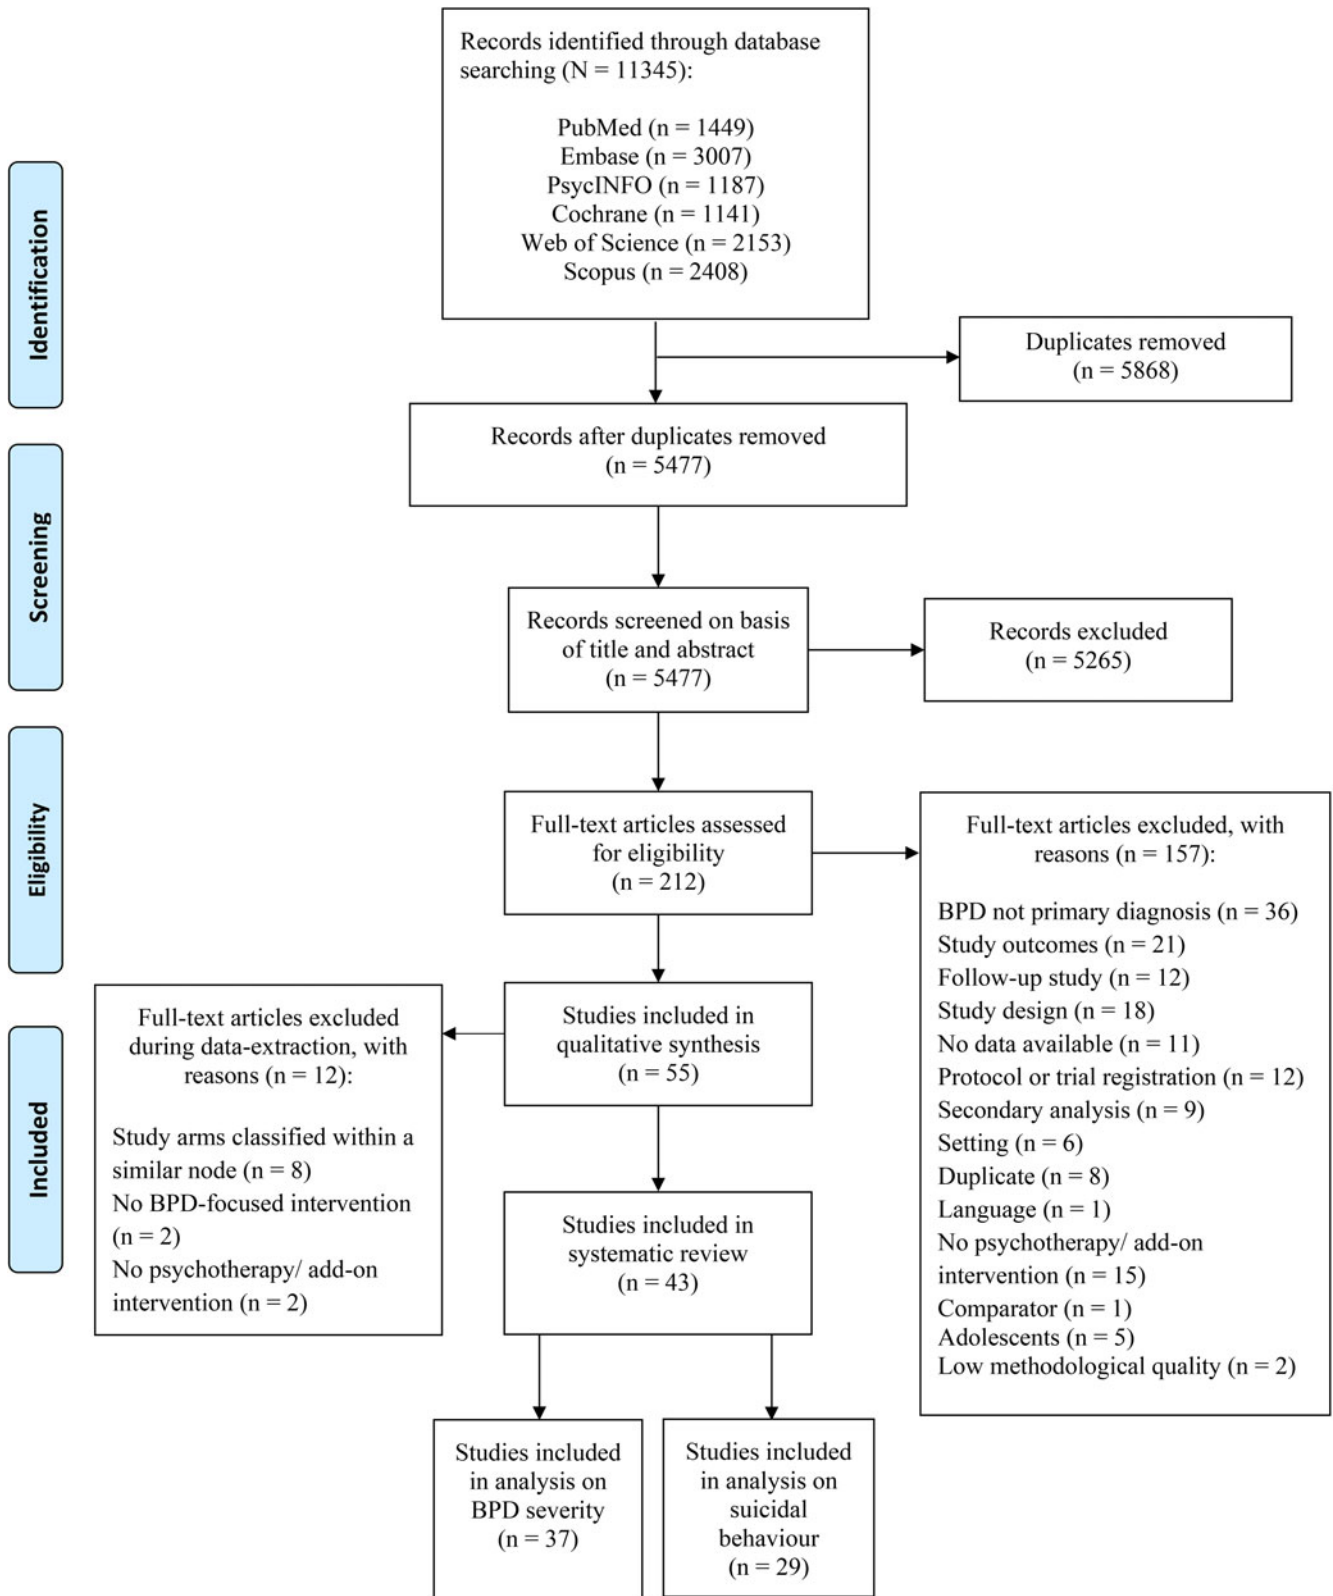 Records identified through database
searching (N = 11345):
PubMed (n = 1449)
Embase (n = 3007)
PsycINFO (n = 1187)
Cochrane (n = 1141)
Web of Science (n = 2153)
Scopus (n = 2408)
Identification
Duplicates removed
(n = 5868)
Records after duplicates removed
(n = 5477)
Screening
Records screened on basis
of title and abstract
(n = 5477)
Records excluded
(n = 5265)
Eligibility
Full-text articles assessed
for eligibility
(n = 212)
Full-text articles excluded, with
reasons (n = 157):
BPD not primary diagnosis (n = 36)
Study outcomes (n = 21)
Follow-up study (n = 12)
Study design (n = 18)
No data available (n = 11)
Protocol or trial registration (n = 12)
Secondary analysis (n = 9)
Setting (n = 6)
Duplicate (n = 8)
Language (n = 1)
No psychotherapy/ add-on
intervention (n = 15)
Comparator (n = 1)
Adolescents (n = 5)
Low methodological quality (n = 2)
Studies included in
qualitative synthesis
(n = 55)
Full-text articles excluded
during data-extraction, with
reasons (n = 12):
Study arms classified within a
similar node (n = 8)
No BPD-focused intervention
(n = 2)
No psychotherapy/ add-on
intervention (n = 2)
Included
Studies included in
systematic review
(n = 43)
Studies included
in analysis on
BPD severity
(n = 37)
Studies included
in analysis on
suicidal
behaviour
(n = 29)